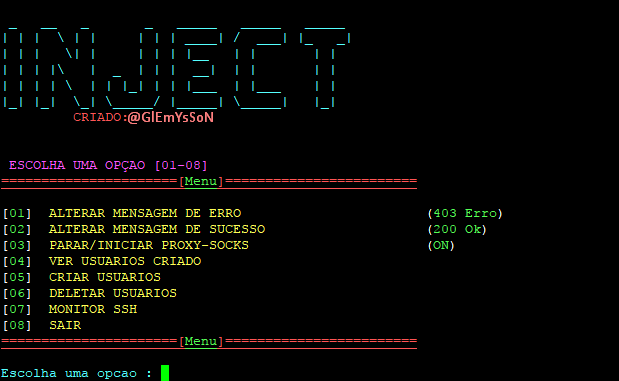 INJECT
CRIADO:@GlEmYsSoN
ESCOLHA UMA OPÇAO [01-08]
======================[Menu]========================
[01] ALTERAR MENSAGEM DE ERRO (403 Erro)
[02] ALTERAR MENSAGEM DE SUCESSO (200 Ok)
[03] PARAR/INICIAR PROXY-SOCKS (ON)
[04] VER USUARIOS CRIADO
[05] CRIAR USUARIOS
[06] DELETAR USUARIOS
[07] MONITOR SSH
[08] SAIR
======================[Menu]========================
Escolha uma opcao :